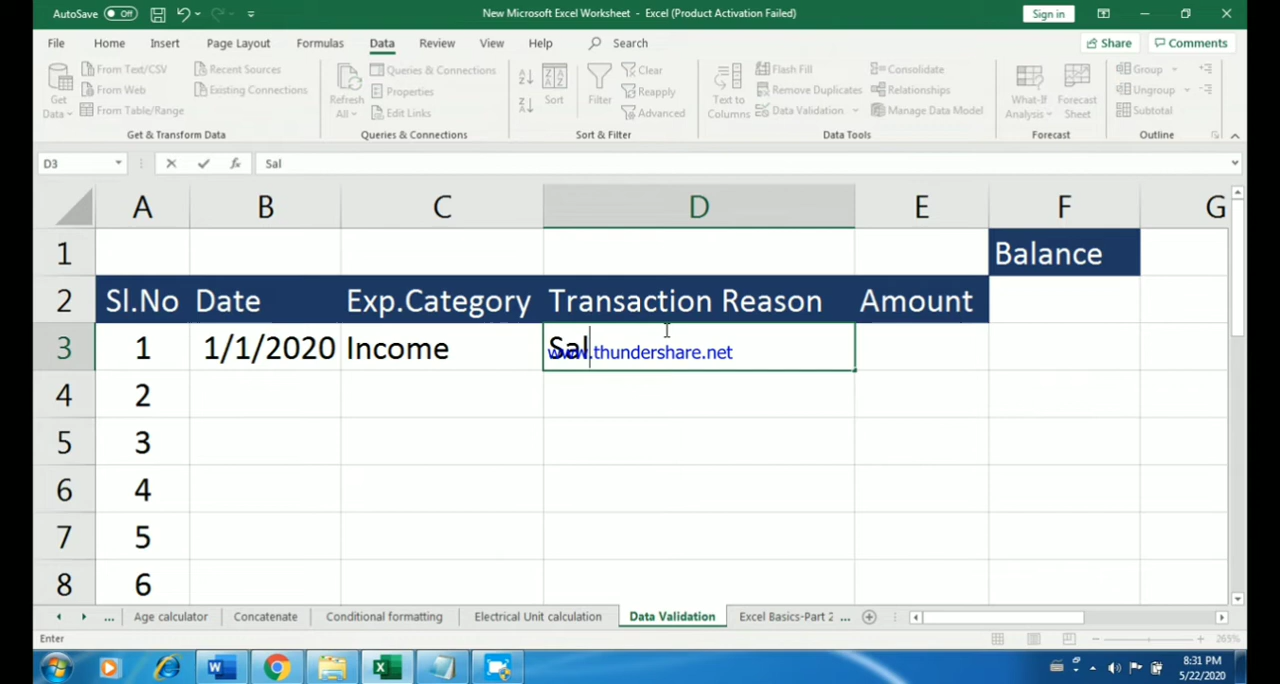 AutoSave Off New Microsoft Excel Worksheet - Excel (Product Activation Failed) Sign in
File Home Insert Page Layout Formulas Data Review View Help Search Share Comments
Get Data
From Text/CSV
From Web
From Table/Range
Recent Sources
Existing Connections
Get & Transform Data
Refresh All
Queries & Connections
Properties
Edit Links
Queries & Connections
Sort
Filter
Clear
Reapply
Advanced
Sort & Filter
Text to Columns
Flash Fill
Remove Duplicates
Data Validation
Consolidate
Relationships
Manage Data Model
Data Tools
What-If Analysis
Forecast Sheet
Forecast
Group
Ungroup
Subtotal
Outline
D3 fx Sal
A B C D E F G
1 Balance
2 Sl.No Date Exp.Category Transaction Reason Amount
3 1 1/1/2020 Income Sal
www.thundershare.net
4 2
5 3
6 4
7 5
8 6
... Age calculator Concatenate Conditional formatting Electrical Unit calculation Data Validation Excel Basics-Part 2 ...
Enter 265%
8:31 PM
5/22/2020